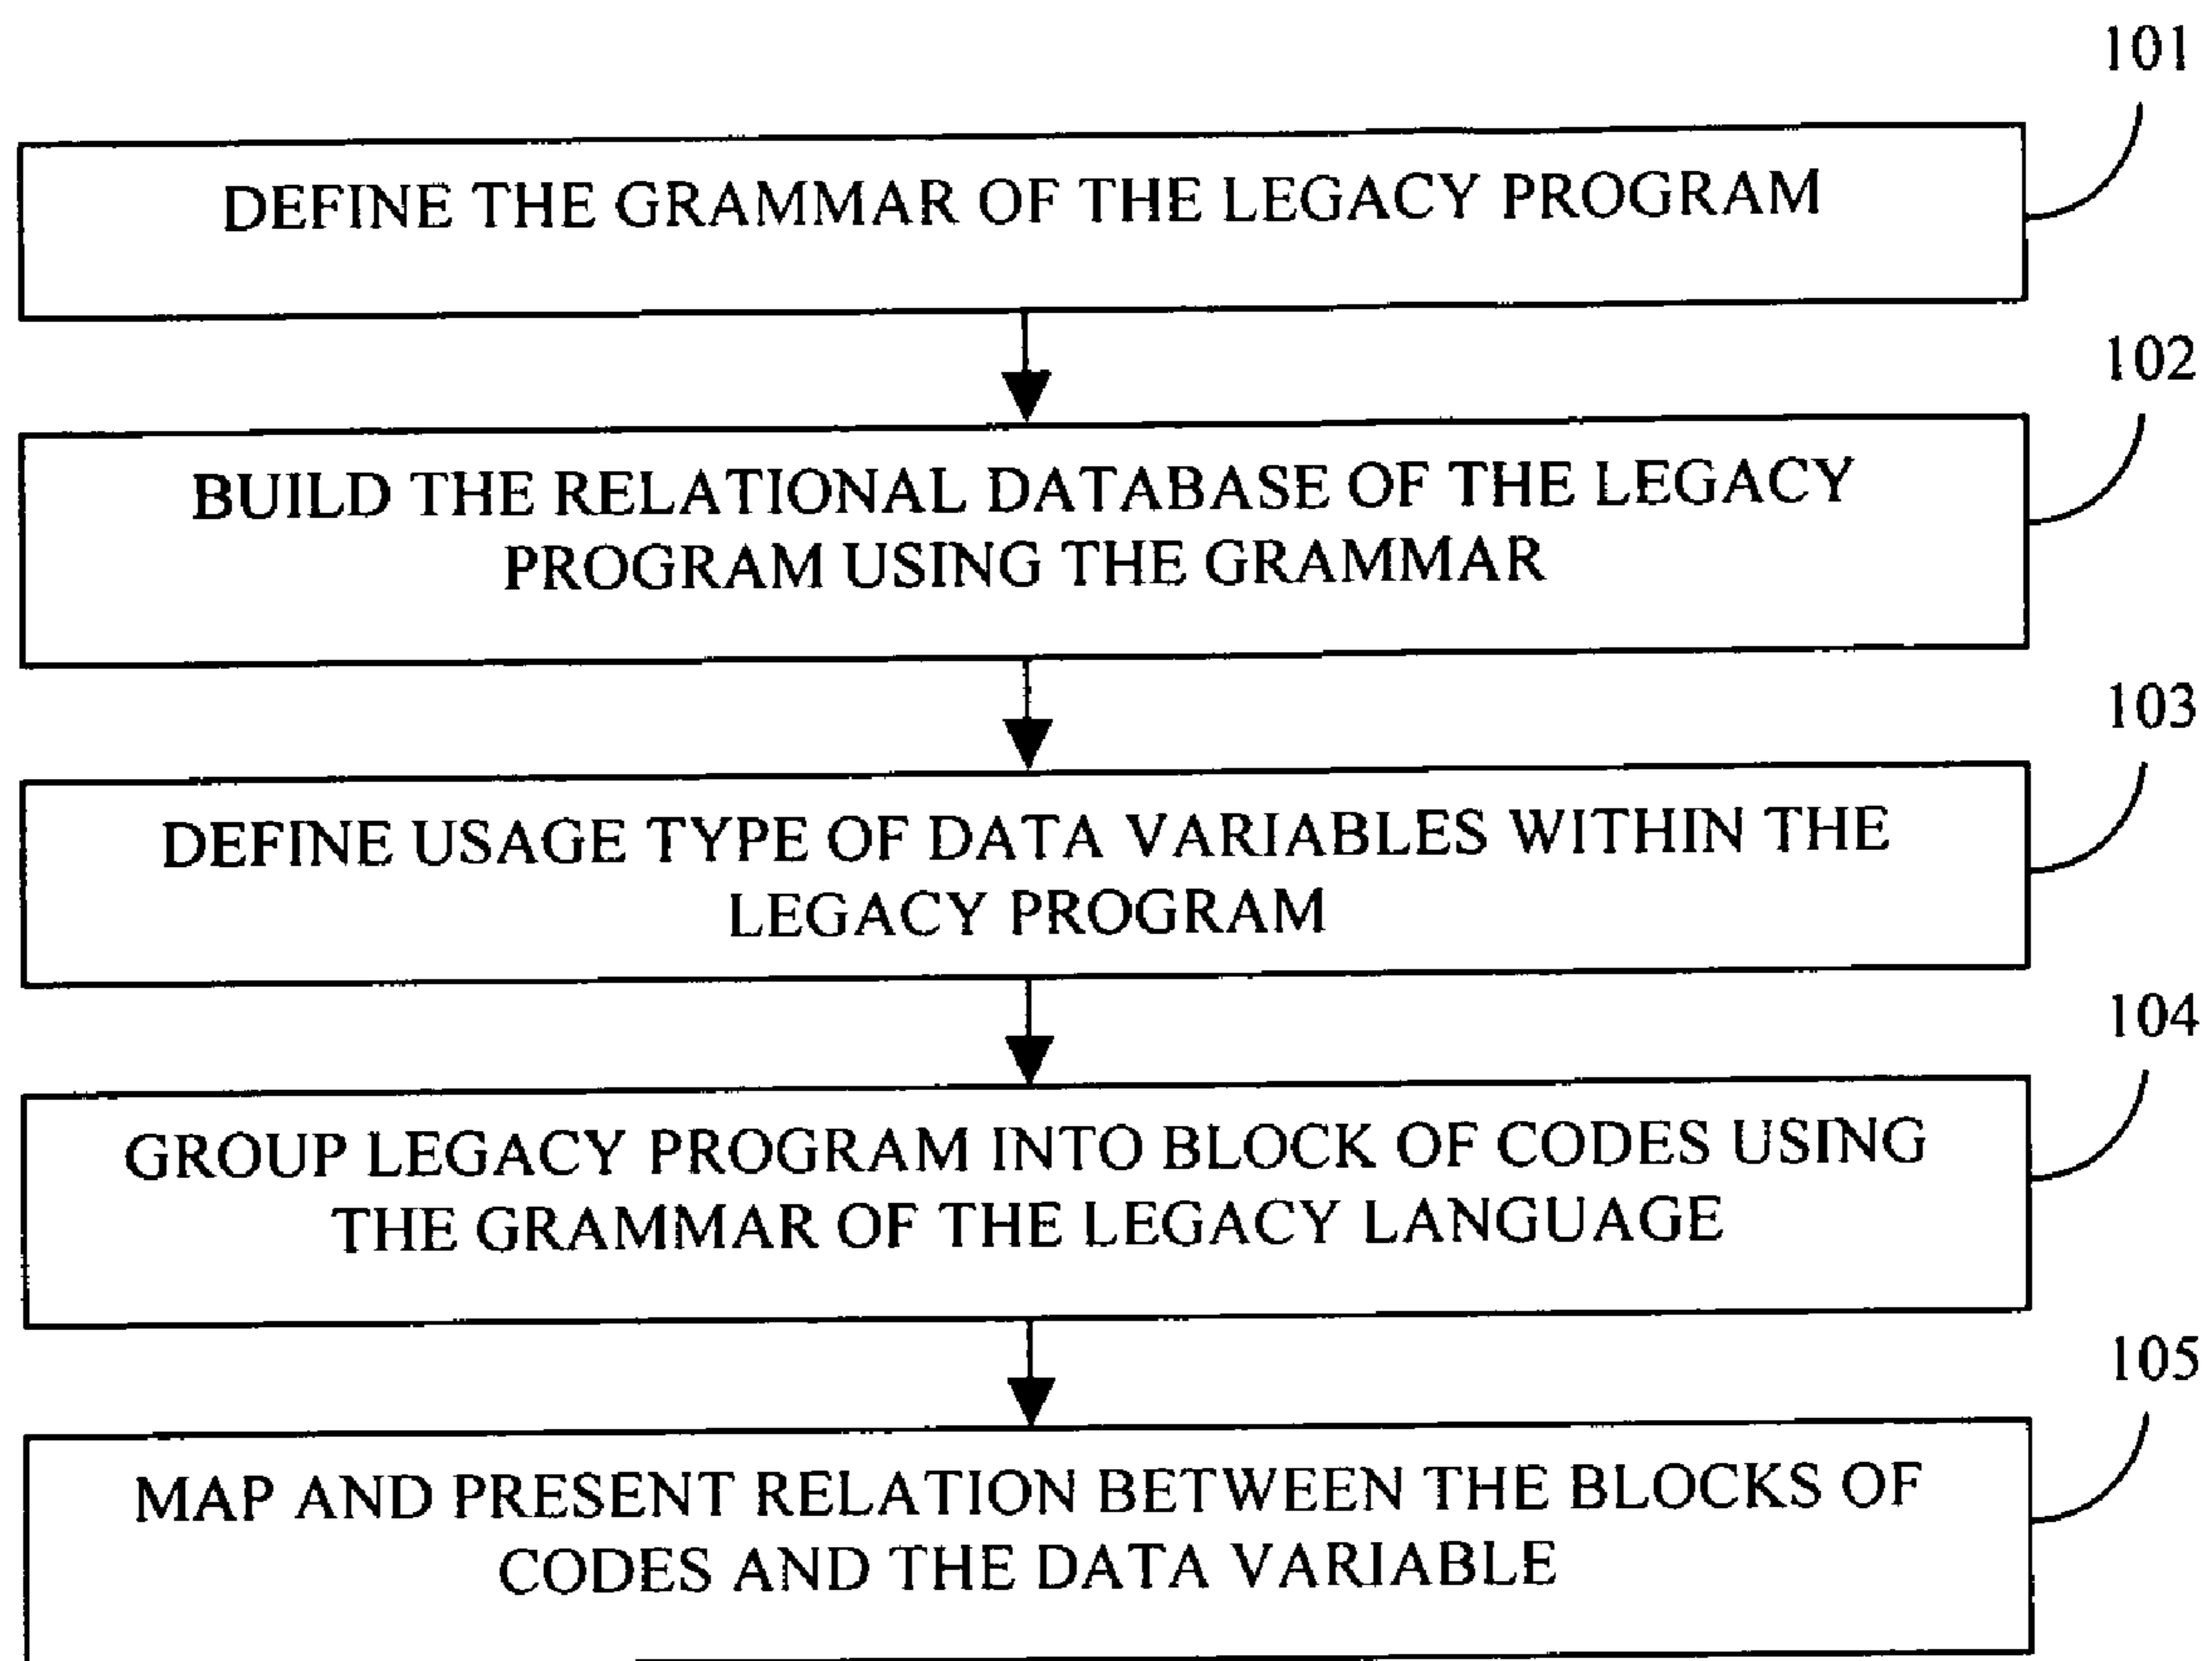 101
DEFINE THE GRAMMAR OF THE LEGACY PROGRAM
102
BUILD THE RELATIONAL DATABASE OF THE LEGACY
PROGRAM USING THE GRAMMAR
103
DEFINE USAGE TYPE OF DATA VARIABLES WITHIN THE
LEGACY PROGRAM
104
GROUP LEGACY PROGRAM INTO BLOCK OF CODES USING
THE GRAMMAR OF THE LEGACY LANGUAGE
105
MAP AND PRESENT RELATION BETWEEN THE BLOCKS OF
CODES AND THE DATA VARIABLE